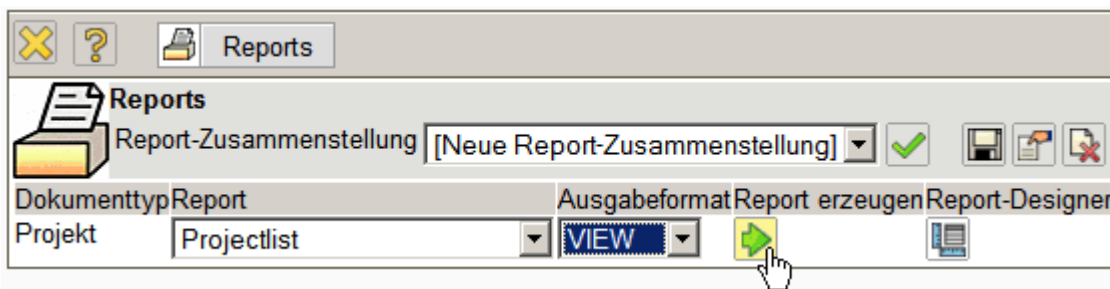 Reports
Reports
Report-Zusammenstellung [Neue Report-Zusammenstellung]
Dokumenttyp Report Ausgabeformat Report erzeugen Report-Designer
Projekt Projectlist VIEW